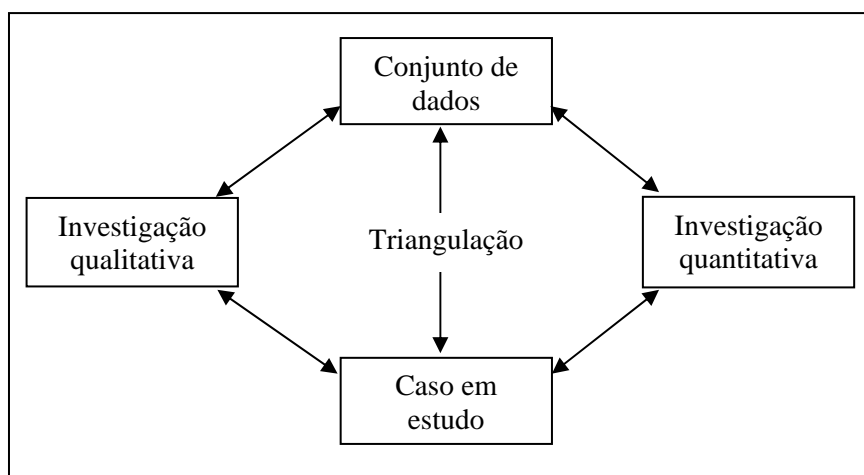 Conjunto de
dados
Investigação
qualitativa
Triangulação
Investigação
quantitativa
Caso em
estudo